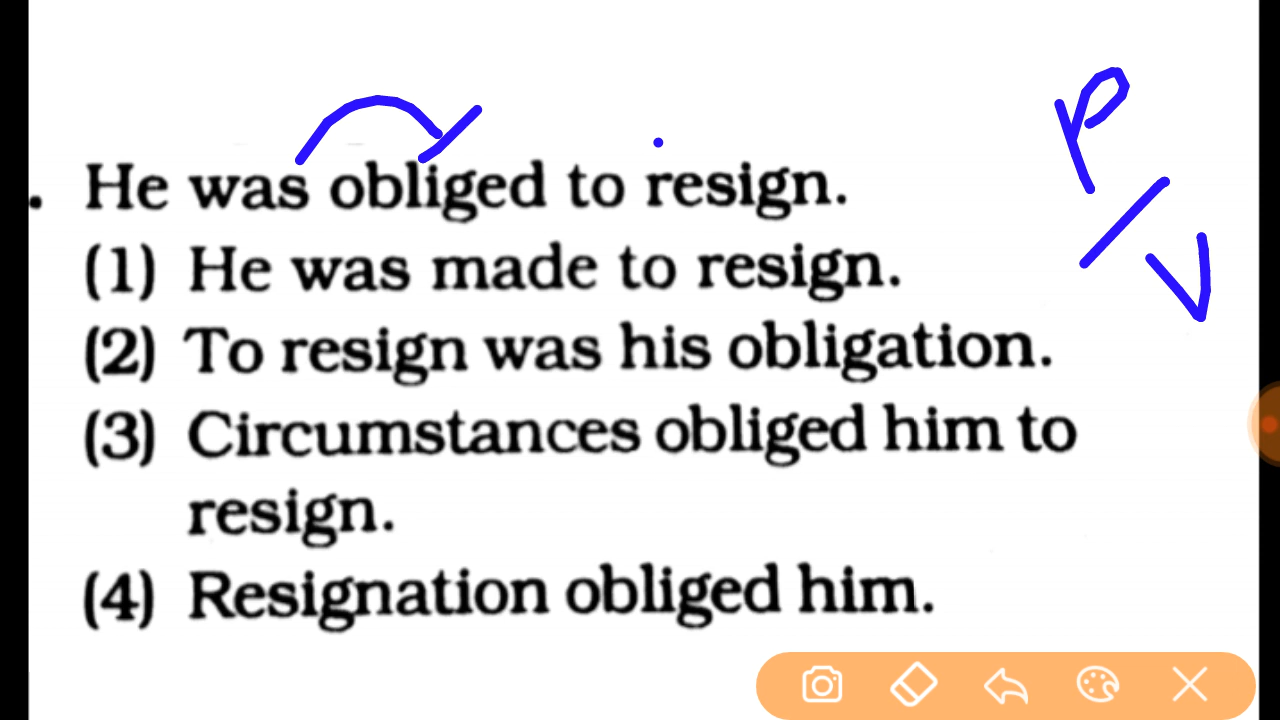 . He was obliged to resign.
(1) He was made to resign.
(2) To resign was his obligation.
(3) Circumstances obliged him to
resign.
(4) Resignation obliged him.
P/V